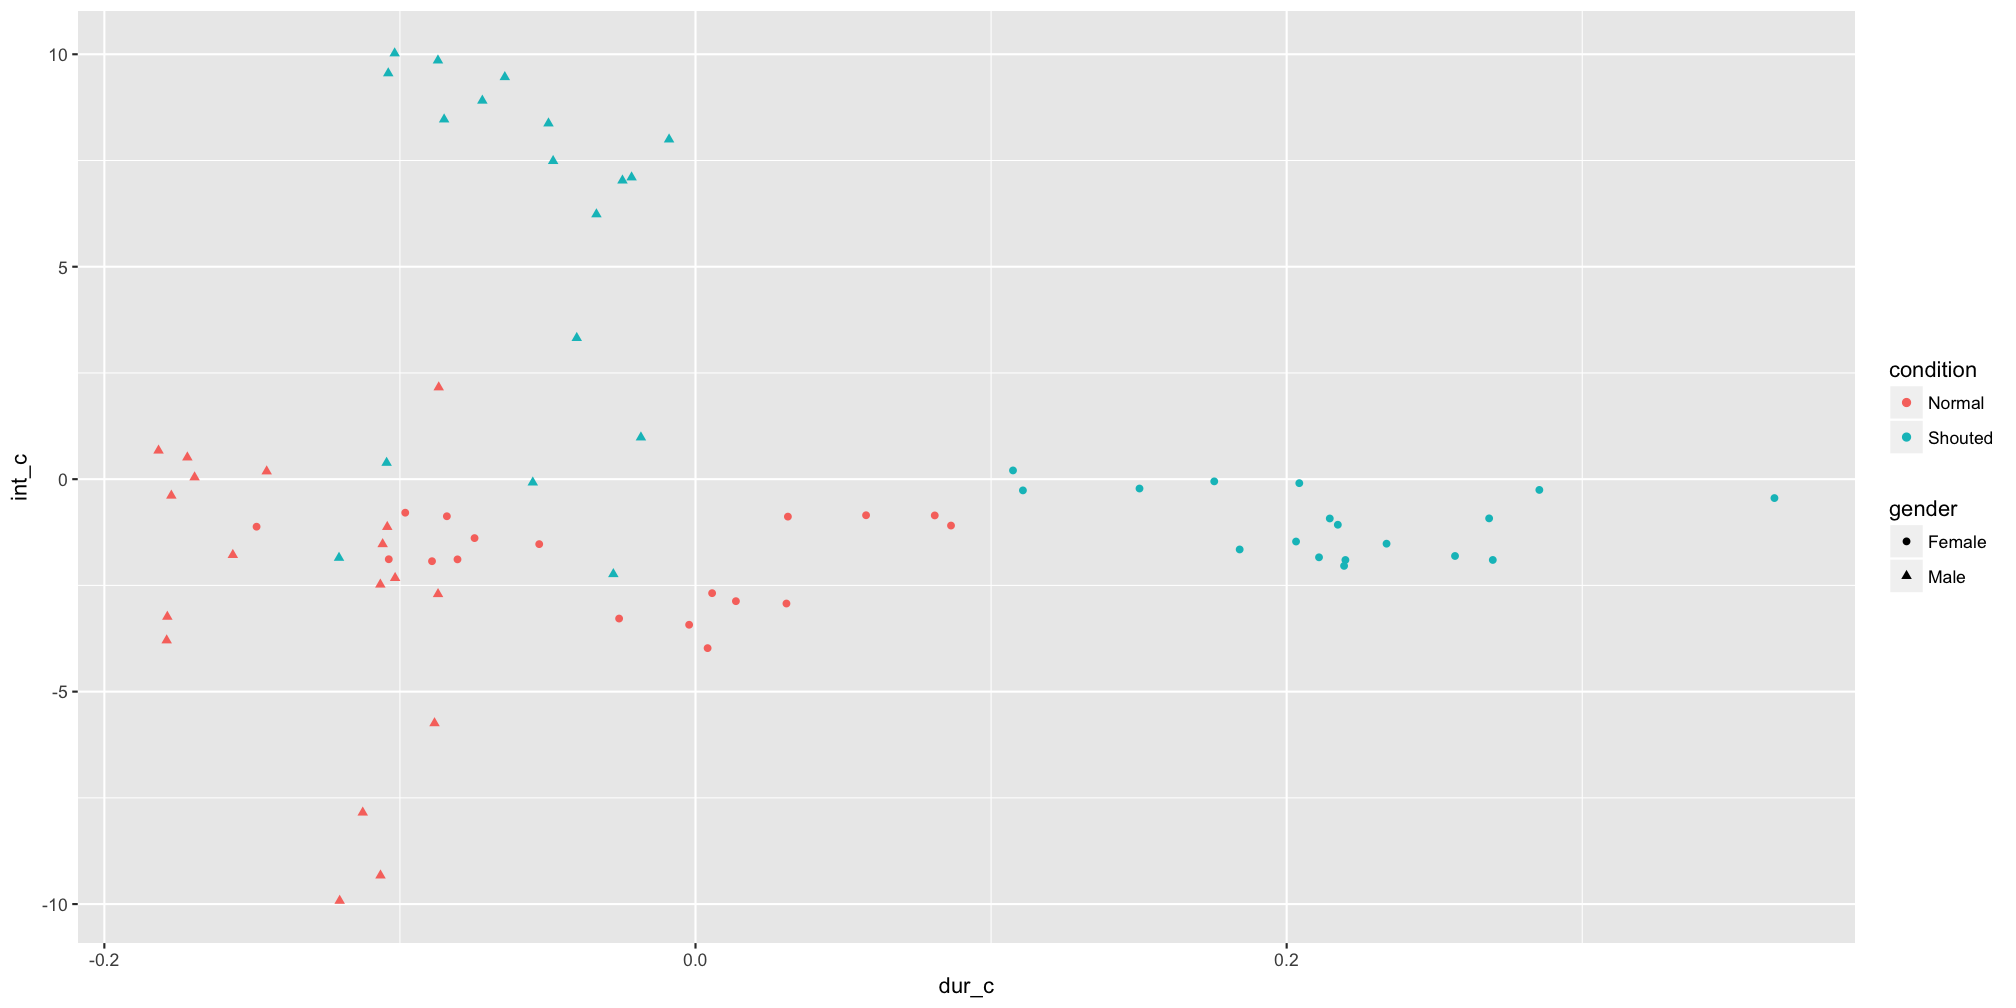 10
5
0
-5
-10
int_c
-0.2
0.0
0.2
dur_c
condition
Normal
Shouted
gender
Female
Male